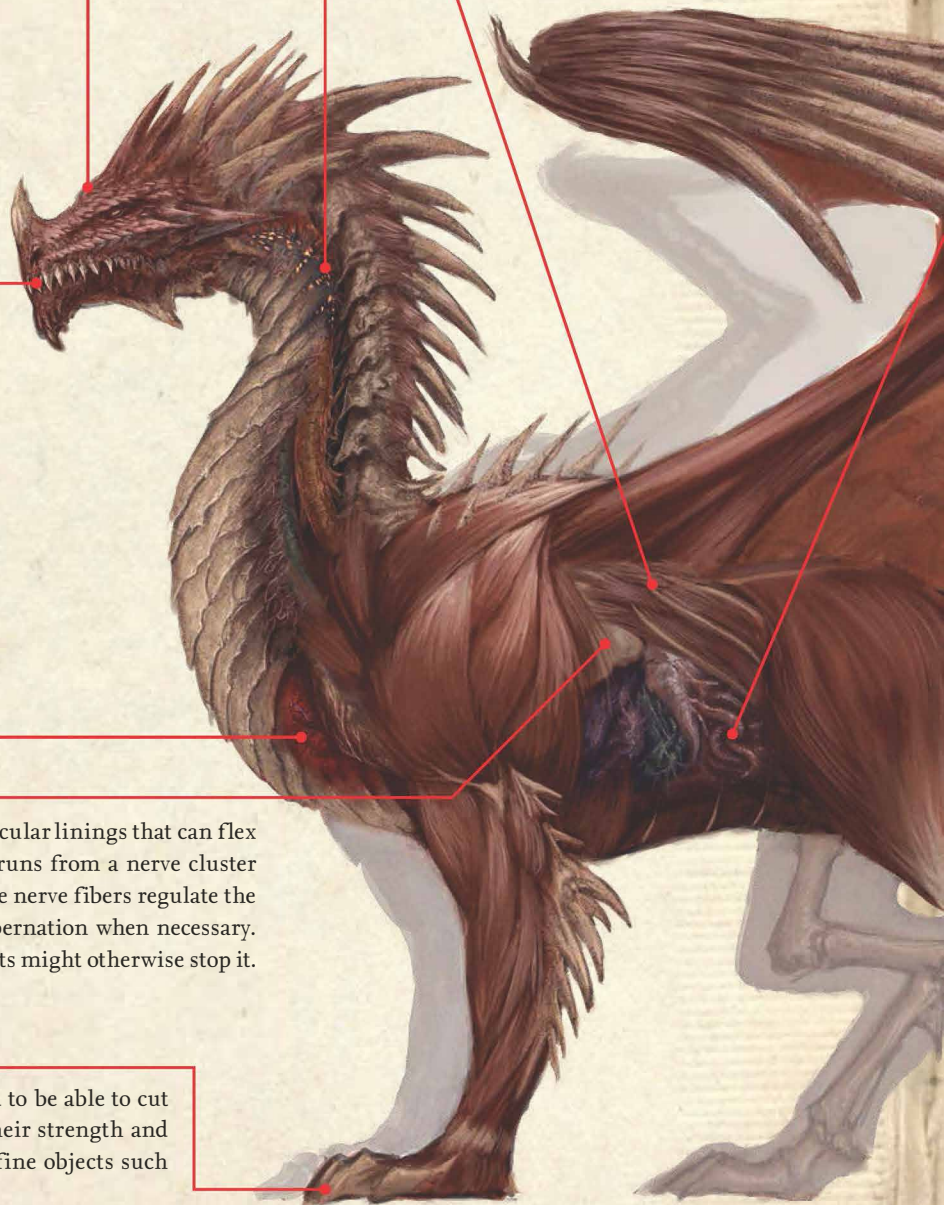 cular linings that can flex
runs from a nerve cluster
e nerve fibers regulate the
bernation when necessary.
ts might otherwise stop it.
to be able to cut
heir strength and
fine objects such